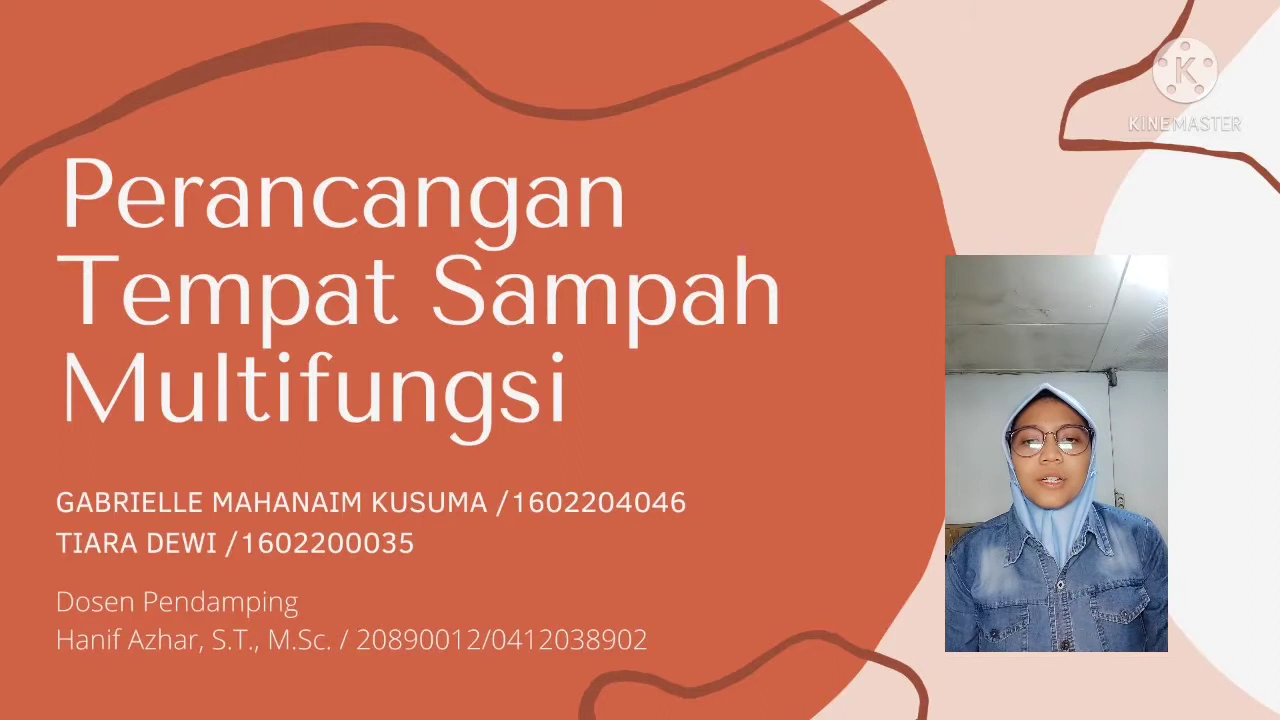 Perancangan
Tempat Sampah
Multifungsi
GABRIELLE MAHANAIM KUSUMA /1602204046
TIARA DEWI /1602200035
Dosen Pendamping
Hanif Azhar, S.T., M.Sc. / 20890012/0412038902
K
KINEMASTER